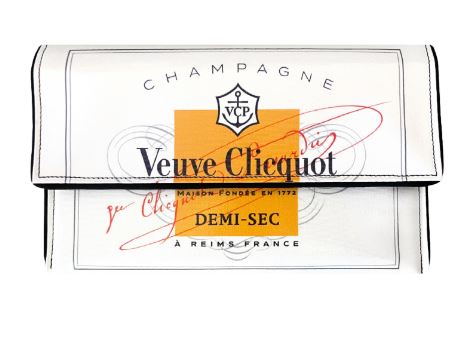 CHAMPAGNE
VCP
Veuve Clicquot
MAISON FONDÉE EN 1772
DEMI-SEC
À REIMS FRANCE